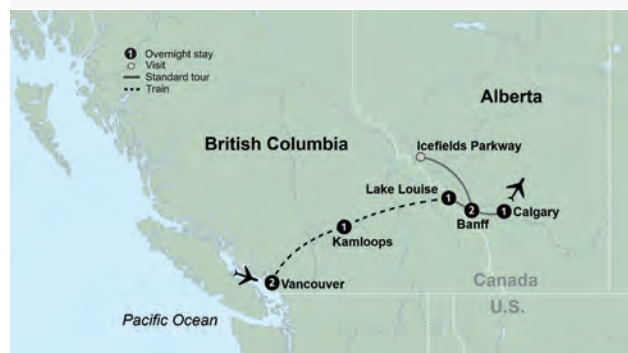 1 Overnight stay
Visit
Standard tour
Train
Alberta
British Columbia
Icefields Parkway
Lake Louise
1
2
1 Calgary
Banff
1
Kamloops
Canada
2 Vancouver
U.S.
Pacific Ocean